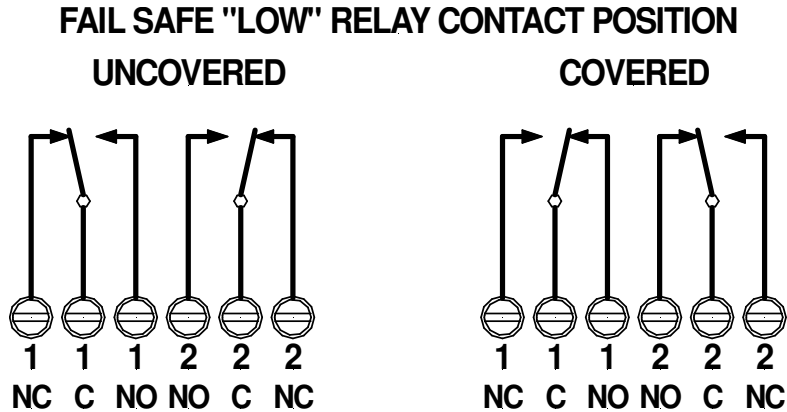 FAIL SAFE "LOW" RELAY CONTACT POSITION
UNCOVERED COVERED
1 1 1 2 2 2 1 1 1 2 2 2
NC C NO NO C NC NC C NO NO C NC